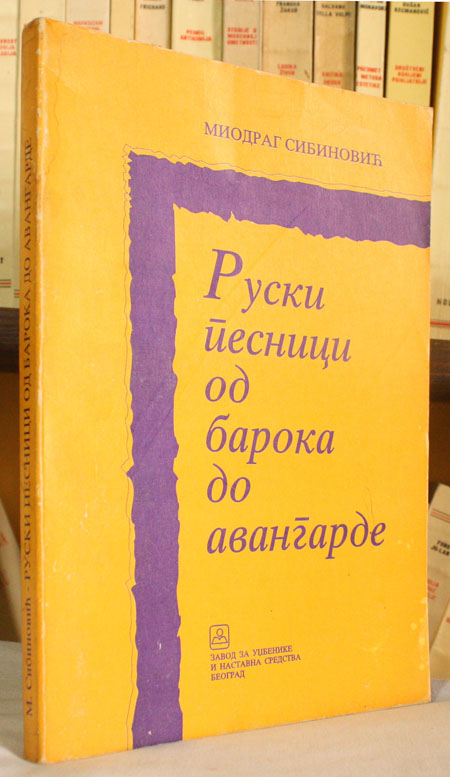 МИОДРАГ СИБИНОВИЋ
Руски
песници
од
барока
до
авангарде
ЗАВОД ЗА УЏБЕНИКЕ
И НАСТАВНА СРЕДСТВА
БЕОГРАД
М. СИБИНОВИЋ - РУСКИ ПЕСНИЦИ ОД БАРОКА ДО АВАНГАРДЕ